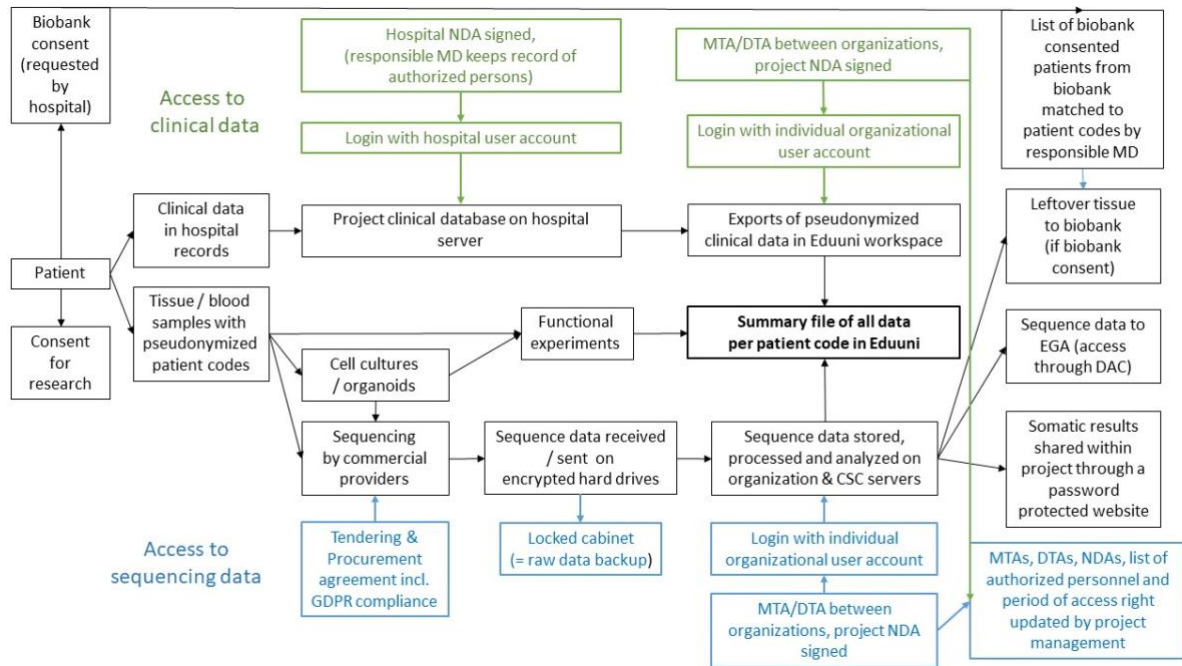 Biobank
consent
(requested
by
hospital)
Access to
clinical data
Hospital NDA signed,
(responsible MD keeps record of
authorized persons)
Login with hospital user account
MTA/DTA between organizations,
project NDA signed
Login with individual organizational
user account
List of biobank
consented
patients from
biobank
matched to
patient codes by
responsible MD
Clinical data
in hospital
records
Project clinical database on hospital
server
Exports of pseudonymized
clinical data in Eduuni workspace
Leftover tissue
to biobank
(if biobank
consent)
Patient
Consent
for
research
Tissue / blood
samples with
pseudonymized
patient codes
Functional
experiments
Summary file of all data
per patient code in Eduuni
Sequence data to
EGA (access
through DAC)
Cell cultures
/ organoids
Sequencing
by commercial
providers
Sequence data received
/ sent on
encrypted hard drives
Sequence data stored,
processed and analyzed on
organization & CSC servers
Somatic results
shared within
project through a
password
protected website
Access to
sequencing data
Tendering &
Procurement
agreement incl.
GDPR compliance
Locked cabinet
(= raw data backup)
Login with individual
organizational user account
MTA/DTA between
organizations, project NDA
signed
MTAs, DTAs, NDAs, list of
authorized personnel and
period of access right
updated by project
management